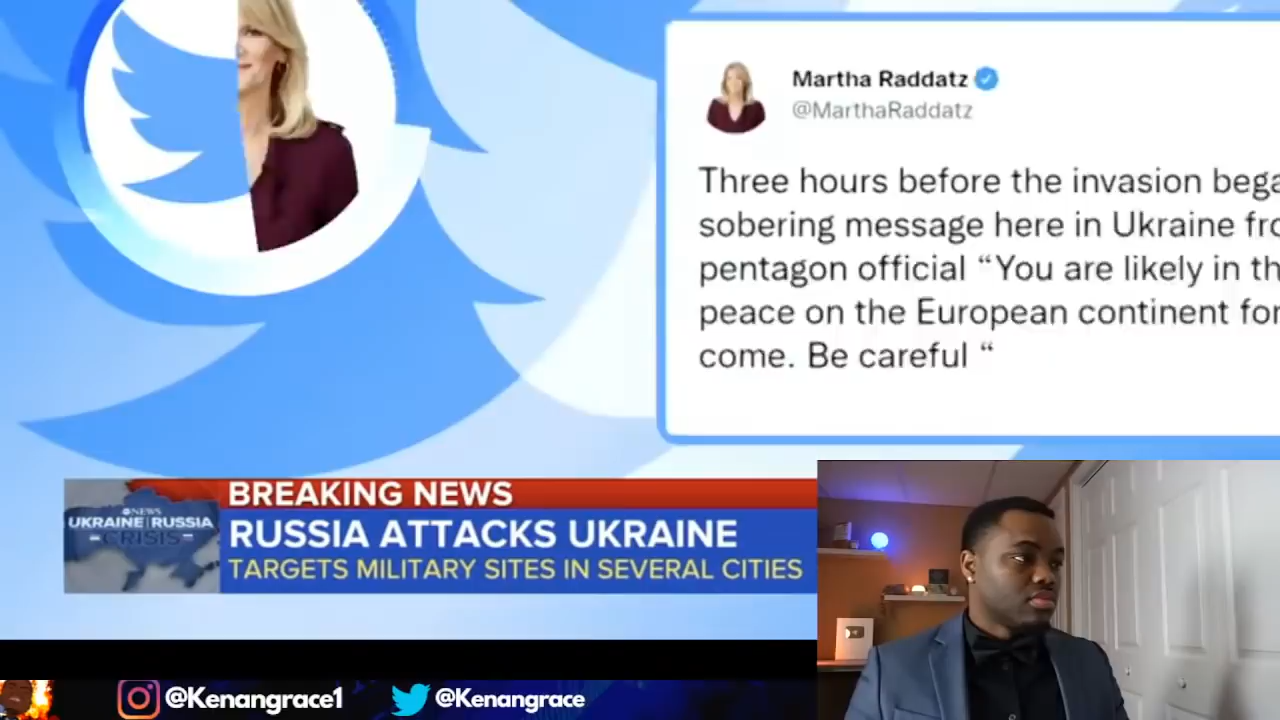 Martha Raddatz
@MarthaRaddatz
Three hours before the invasion bega
sobering message here in Ukraine fro
pentagon official “You are likely in th
peace on the European continent for
come. Be careful “
BREAKING NEWS
NEWS
UKRAINE RUSSIA
CRISIS
RUSSIA ATTACKS UKRAINE
TARGETS MILITARY SITES IN SEVERAL CITIES
@Kenangrace1
@Kenangrace